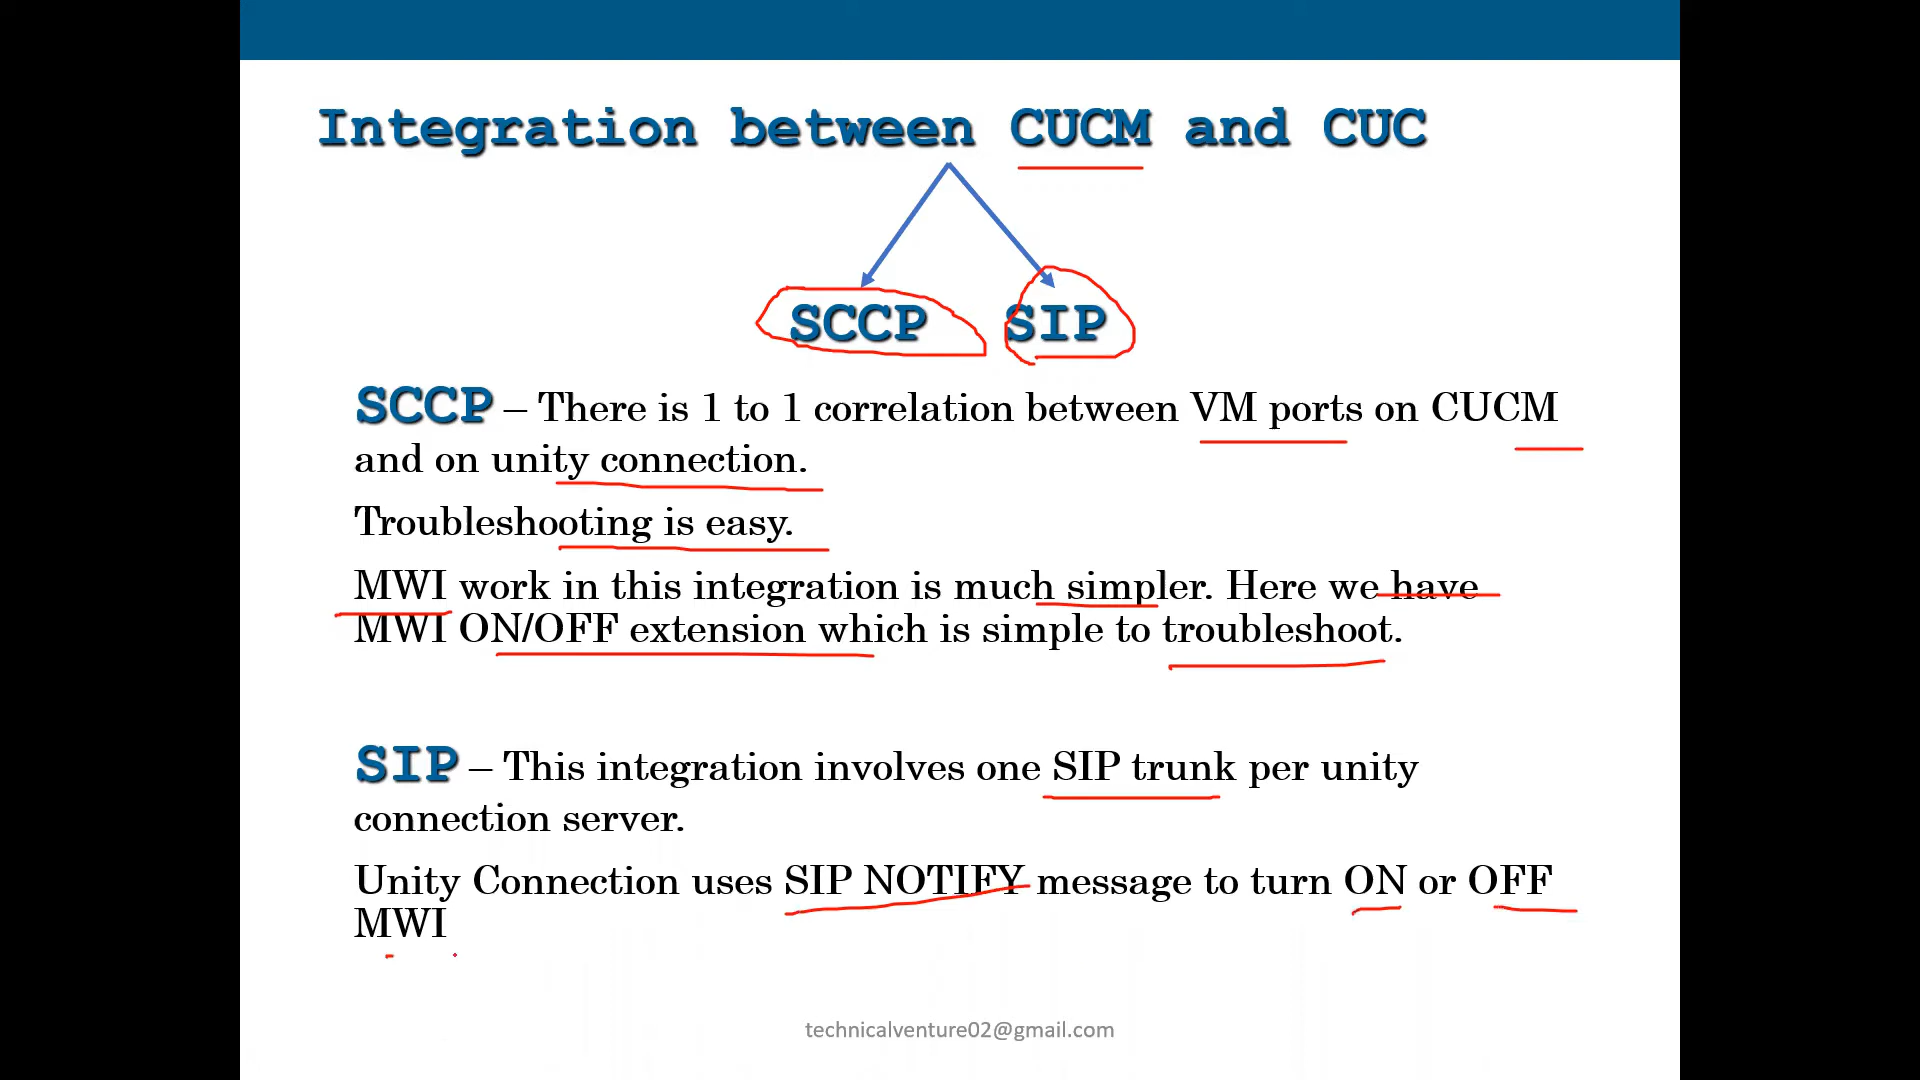 Integration between CUCM and CUC
SCCP SIP
SCCP – There is 1 to 1 correlation between VM ports on CUCM
and on unity connection.
Troubleshooting is easy.
MWI work in this integration is much simpler. Here we have
MWI ON/OFF extension which is simple to troubleshoot.
SIP – This integration involves one SIP trunk per unity
connection server.
Unity Connection uses SIP NOTIFY message to turn ON or OFF
MWI
technicalventure02@gmail.com